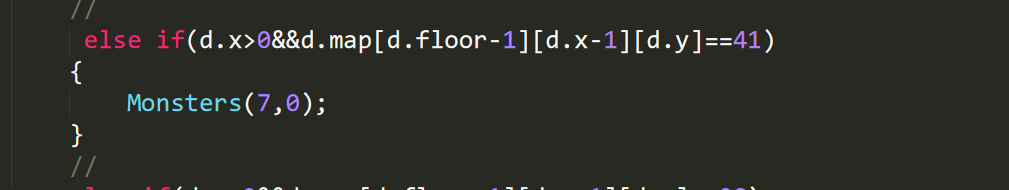 //
else if(d.x>0&&d.map[d.floor-1][d.x-1][d.y]==41)
{
Monsters(7,0);
}
//